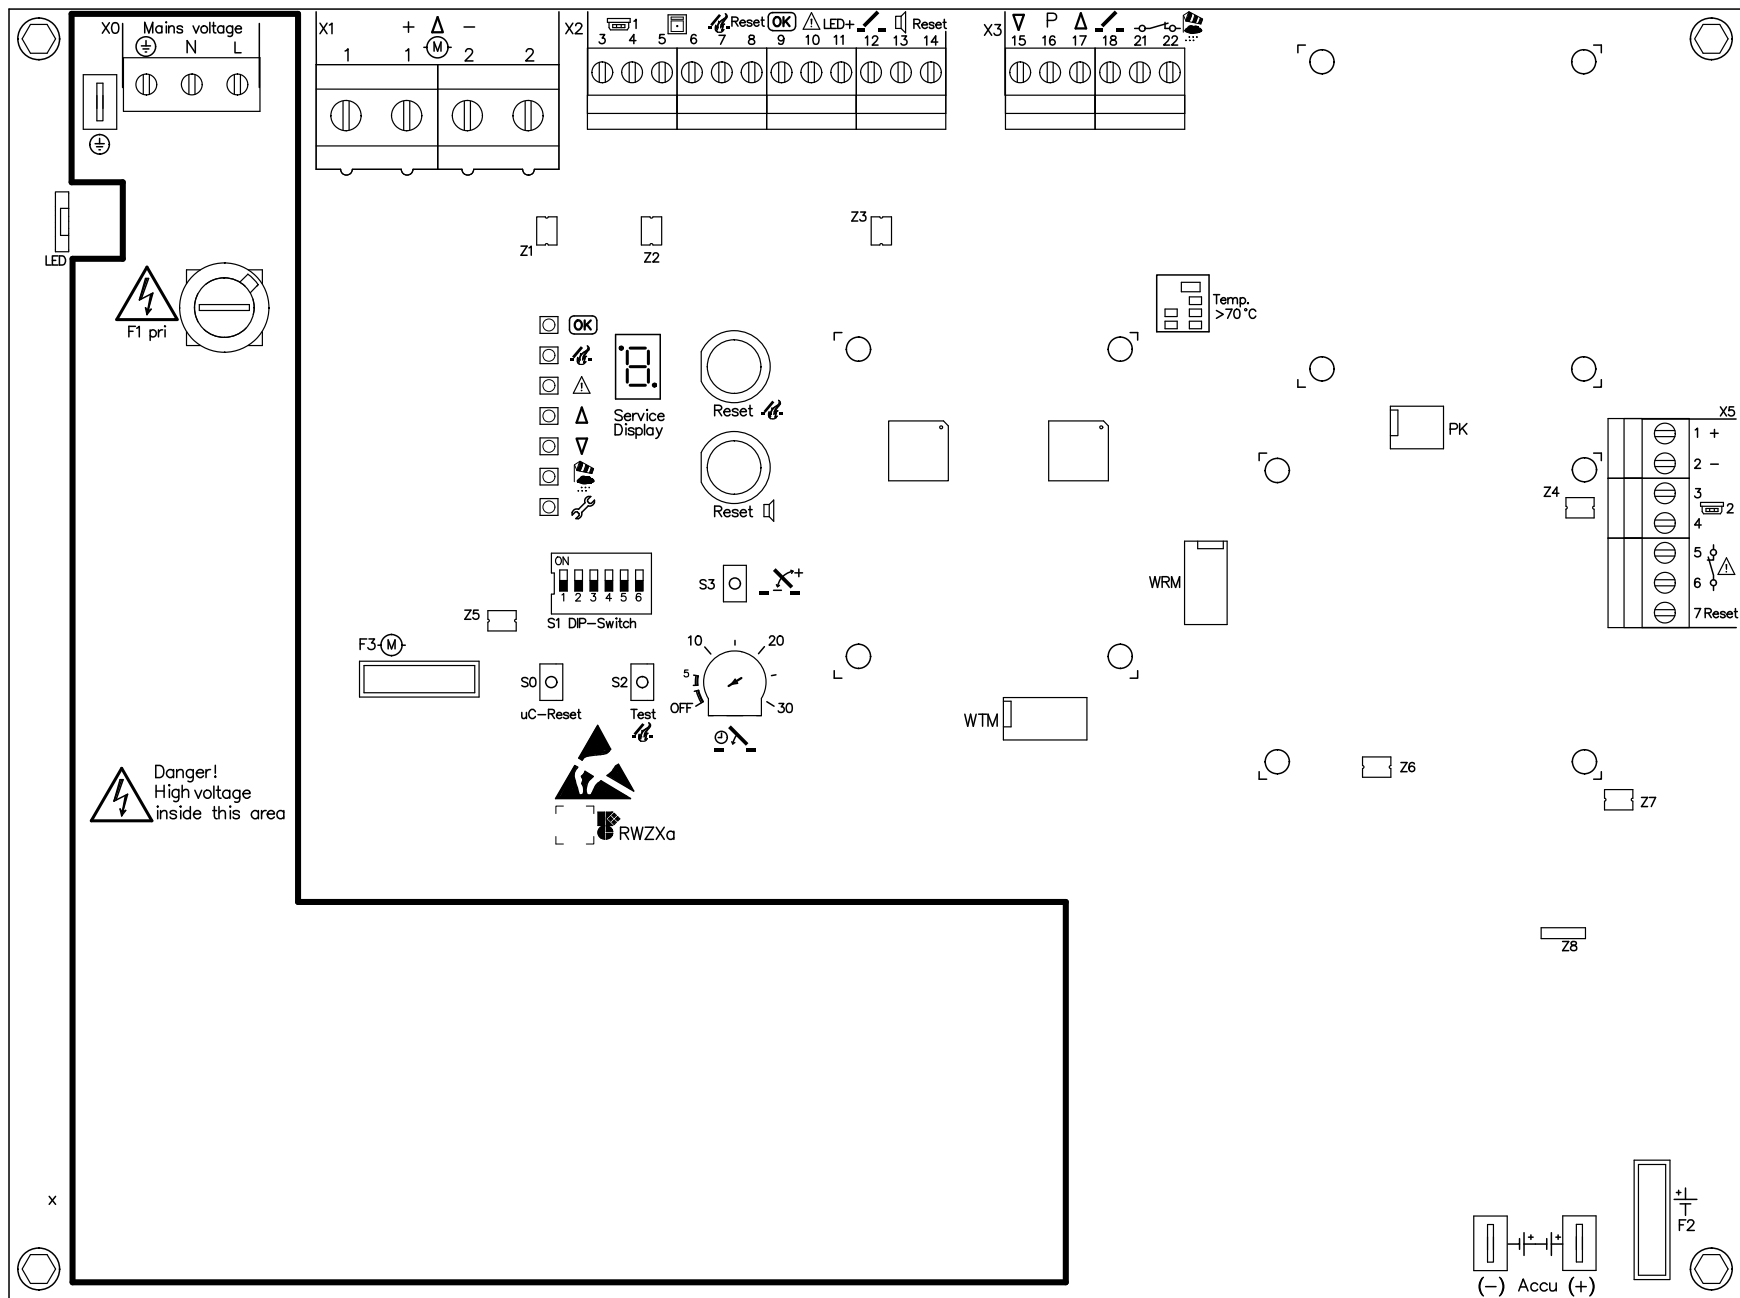 X0 Mains voltage
N L
X1 + Δ −
M
1 1 2 2
X2 1 Reset OK LED+ Reset
3 4 5 6 7 8 9 10 11 12 13 14
X3 P Δ
15 16 17 18 21 22
LED
F1 pri
Z1
Z2
Z3
Temp.
>70°C
OK
8.
Service
Display
Reset
Reset
PK
X5
1 +
2 −
3
2
4
5
6
7 Reset
Z4
ON
1 2 3 4 5 6
S1 DIP-Switch
S3
+
−
WRM
Z5
F3 M
S0
uC-Reset
S2
Test
10 20
5
OFF 30
WTM
Z6
Z7
Danger!
High voltage
inside this area
RWZXa
Z8
x
+
F2
+ +
(-) Accu (+)